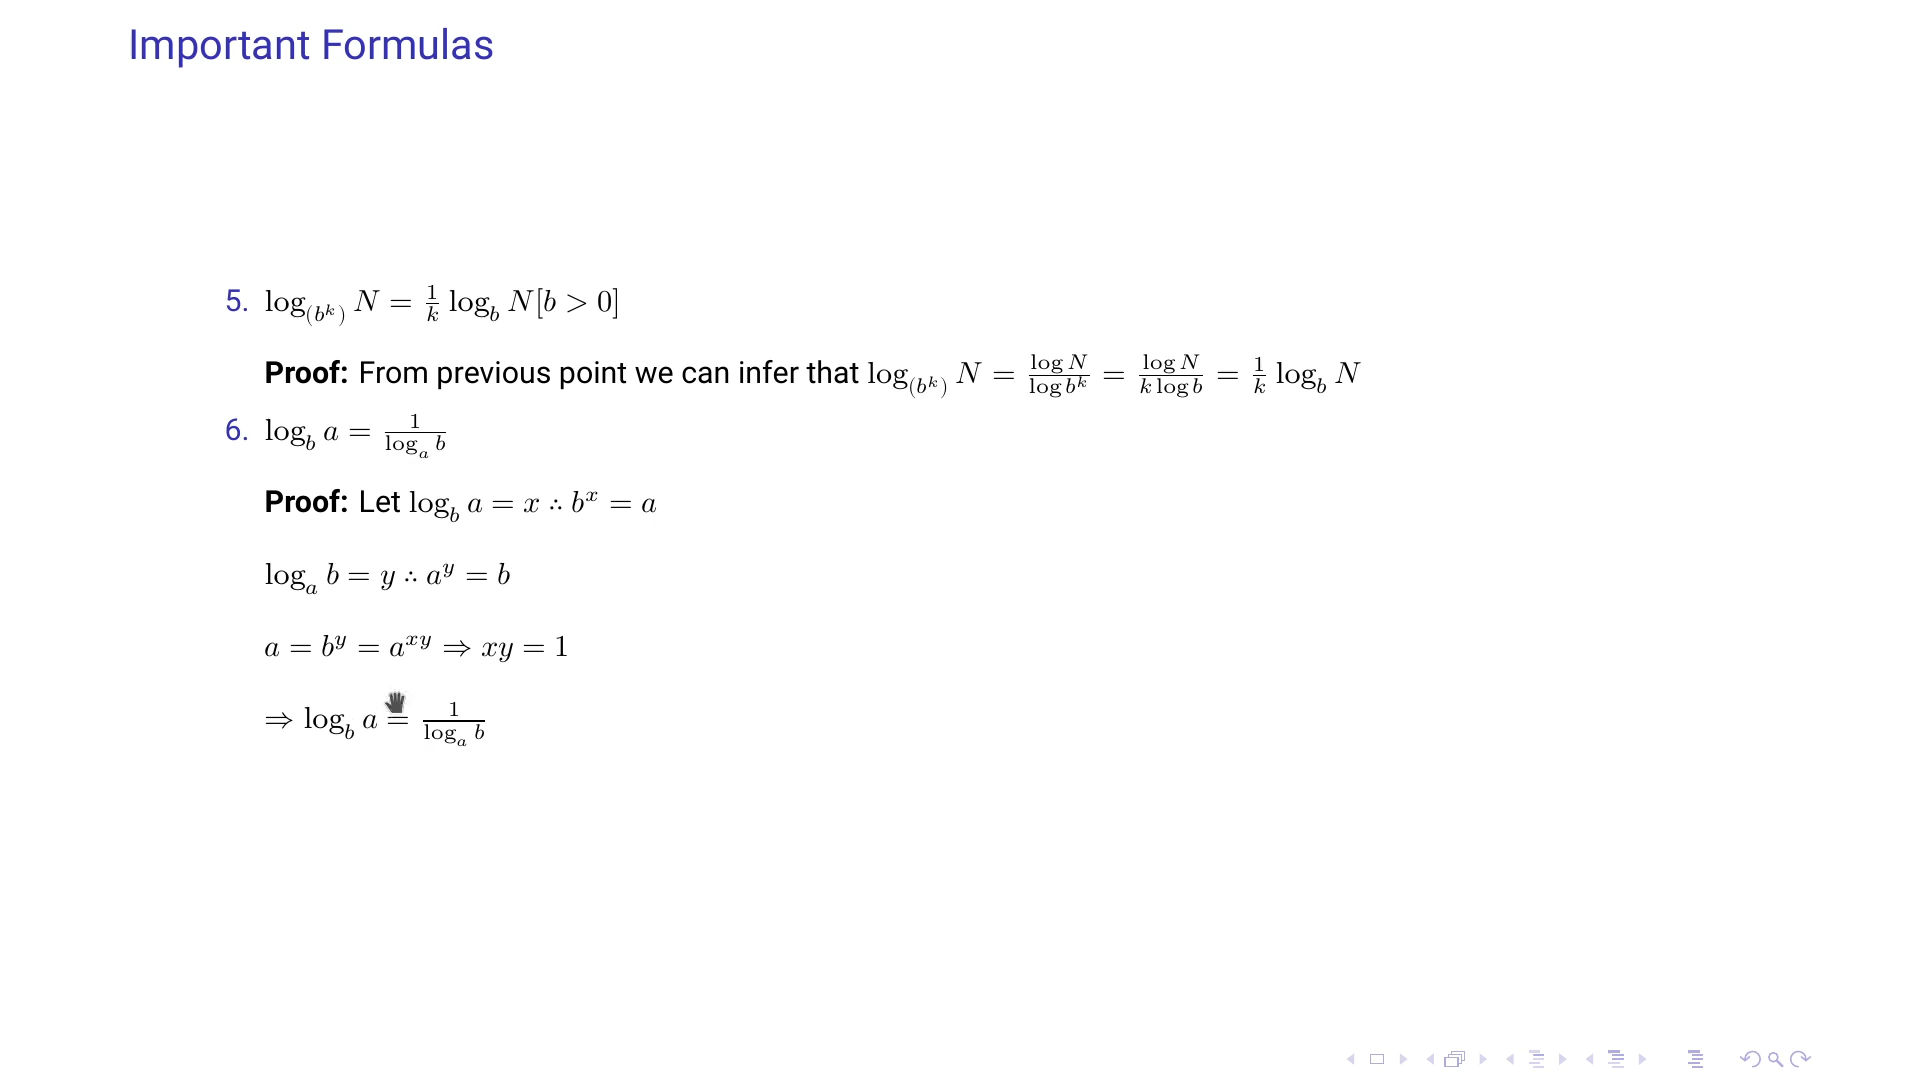 Important Formulas
5. log_(b^k) N = 1/k log_b N[b > 0]
Proof: From previous point we can infer that log_(b^k) N = log N / log b^k = log N / k log b = 1/k log_b N
6. log_b a = 1 / log_a b
Proof: Let log_b a = x ∴ b^x = a
log_a b = y ∴ a^y = b
a = b^y = a^xy ⇒ xy = 1
⇒ log_b a = 1 / log_a b